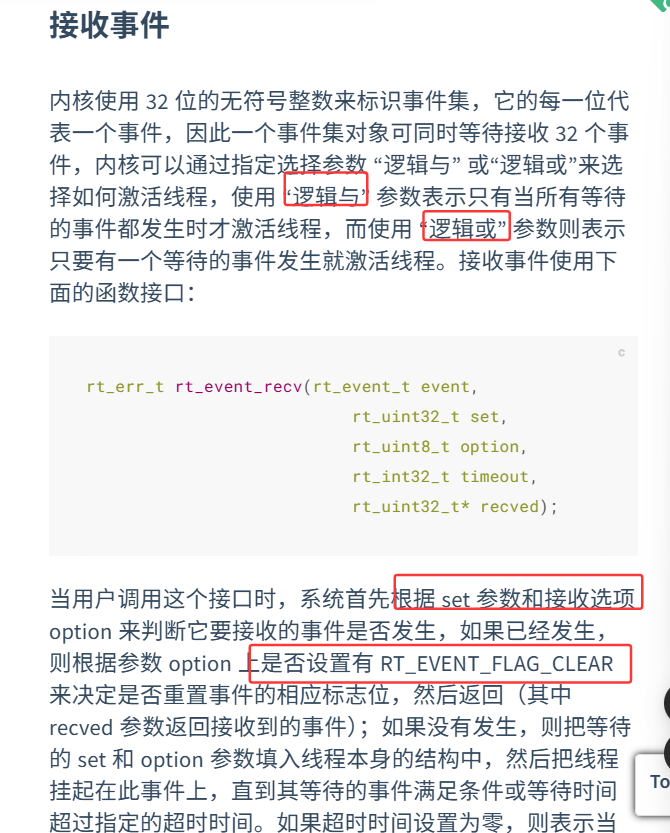 接收事件
内核使用 32 位的无符号整数来标识事件集，它的每一位代
表一个事件，因此一个事件集对象可同时等待接收 32 个事
件，内核可以通过指定选择参数 “逻辑与” 或“逻辑或”来选
择如何激活线程，使用 “逻辑与” 参数表示只有当所有等待
的事件都发生时才激活线程，而使用 “逻辑或” 参数则表示
只要有一个等待的事件发生就激活线程。接收事件使用下
面的函数接口：
c
rt_err_t rt_event_recv(rt_event_t event,
rt_uint32_t set,
rt_uint8_t option,
rt_int32_t timeout,
rt_uint32_t* recved);
当用户调用这个接口时，系统首先根据 set 参数和接收选项
option 来判断它要接收的事件是否发生，如果已经发生，
则根据参数 option 上是否设置有 RT_EVENT_FLAG_CLEAR
来决定是否重置事件的相应标志位，然后返回（其中
recved 参数返回接收到的事件）；如果没有发生，则把等待
的 set 和 option 参数填入线程本身的结构中，然后把线程
挂起在此事件上，直到其等待的事件满足条件或等待时间
To
超过指定的超时时间。如果超时时间设置为零，则表示当